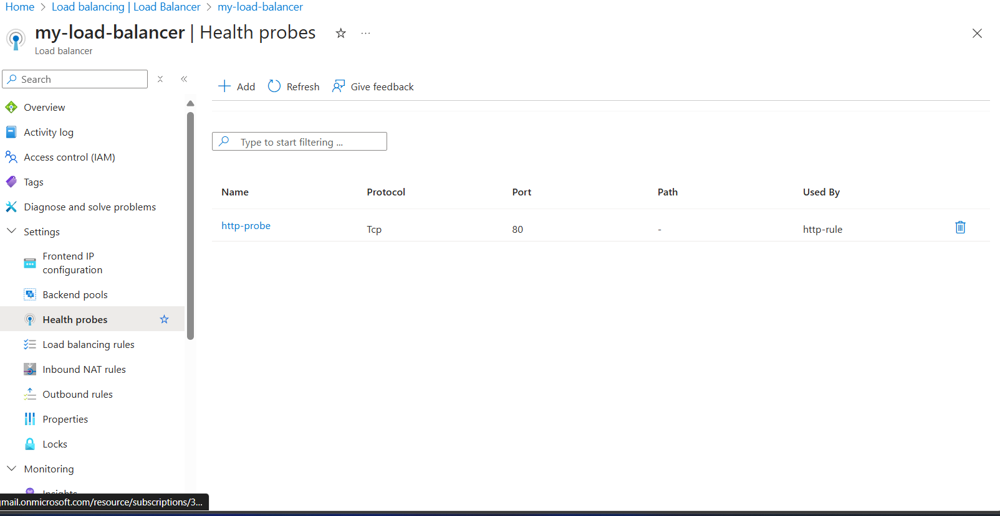 Home > Load balancing | Load Balancer > my-load-balancer
my-load-balancer | Health probes
Load balancer
Search
Add Refresh Give feedback
Overview
Activity log
Access control (IAM)
Tags
Diagnose and solve problems
Settings
Frontend IP
configuration
Backend pools
Health probes
Load balancing rules
Inbound NAT rules
Outbound rules
Properties
Locks
Monitoring
Insights
Type to start filtering ...
Name Protocol Port Path Used By
http-probe Tcp 80 - http-rule
gmail.onmicrosoft.com/resource/subscriptions/3...